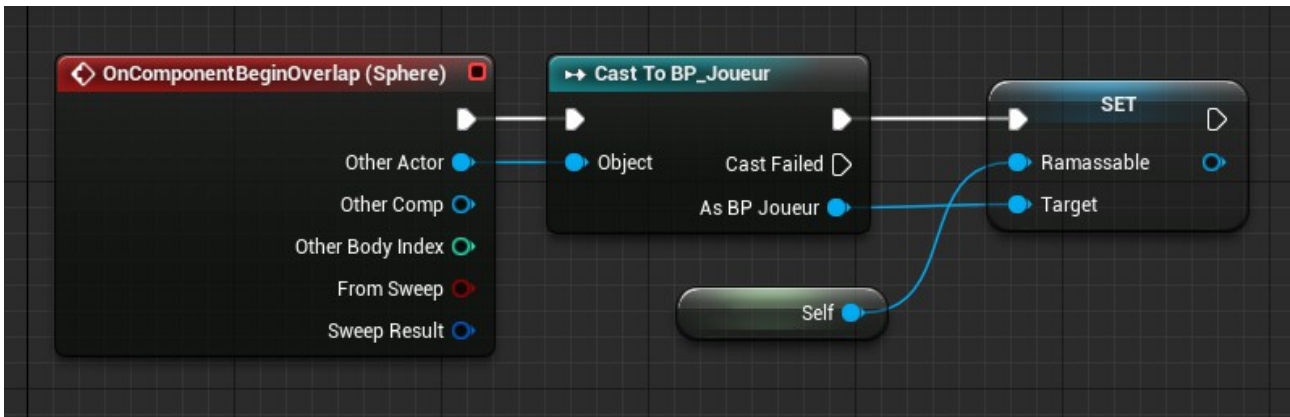 OnComponentBeginOverlap (Sphere)
Other Actor
Other Comp
Other Body Index
From Sweep
Sweep Result
Cast To BP_Joueur
Object
Cast Failed
As BP Joueur
Self
SET
Ramassable
Target